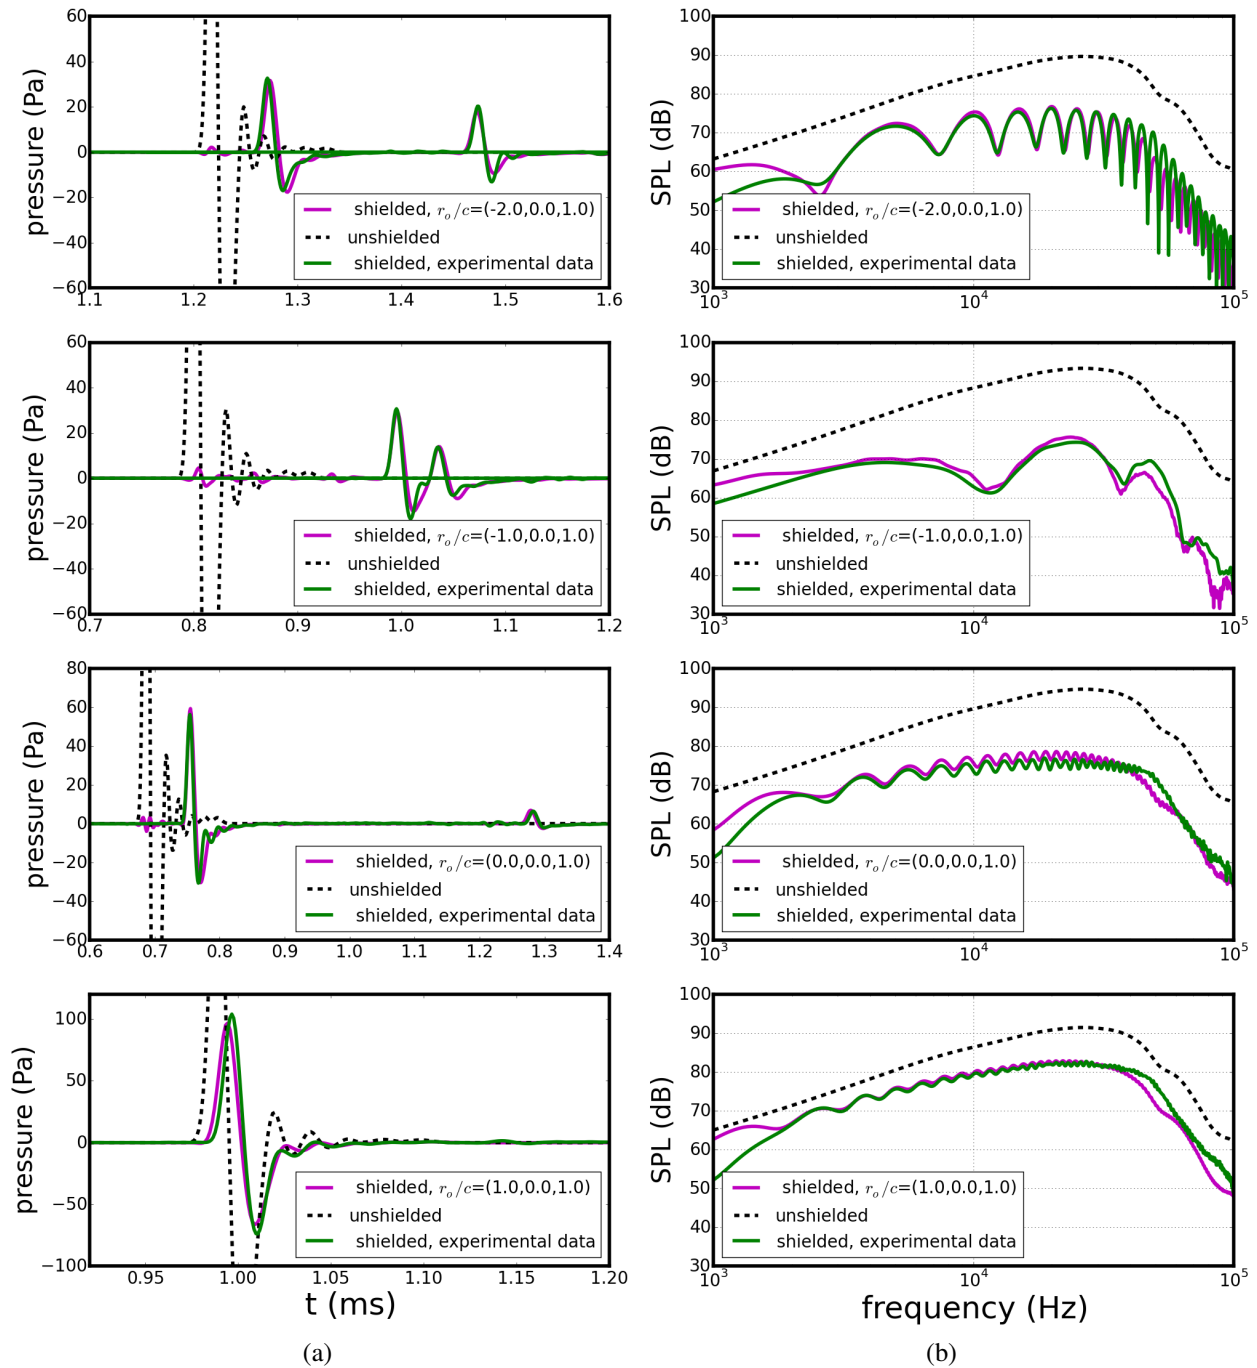 60
40
20
0
−20
−40
−60
pressure (Pa)
1.1 1.2 1.3 1.4 1.5 1.6
shielded, r_o/c=(-2.0,0.0,1.0)
unshielded
shielded, experimental data
100
90
80
70
60
50
40
30
SPL (dB)
10^3 10^4 10^5
shielded, r_o/c=(-2.0,0.0,1.0)
unshielded
shielded, experimental data
60
40
20
0
−20
−40
−60
pressure (Pa)
0.7 0.8 0.9 1.0 1.1 1.2
shielded, r_o/c=(-1.0,0.0,1.0)
unshielded
shielded, experimental data
100
90
80
70
60
50
40
30
SPL (dB)
10^3 10^4 10^5
shielded, r_o/c=(-1.0,0.0,1.0)
unshielded
shielded, experimental data
80
60
40
20
0
−20
−40
−60
pressure (Pa)
0.6 0.7 0.8 0.9 1.0 1.1 1.2 1.3 1.4
shielded, r_o/c=(0.0,0.0,1.0)
unshielded
shielded, experimental data
100
90
80
70
60
50
40
30
SPL (dB)
10^3 10^4 10^5
shielded, r_o/c=(0.0,0.0,1.0)
unshielded
shielded, experimental data
100
50
0
−50
−100
pressure (Pa)
0.95 1.00 1.05 1.10 1.15 1.20
shielded, r_o/c=(1.0,0.0,1.0)
unshielded
shielded, experimental data
t (ms)
100
90
80
70
60
50
40
30
SPL (dB)
10^3 10^4 10^5
shielded, r_o/c=(1.0,0.0,1.0)
unshielded
shielded, experimental data
frequency (Hz)
(a) (b)